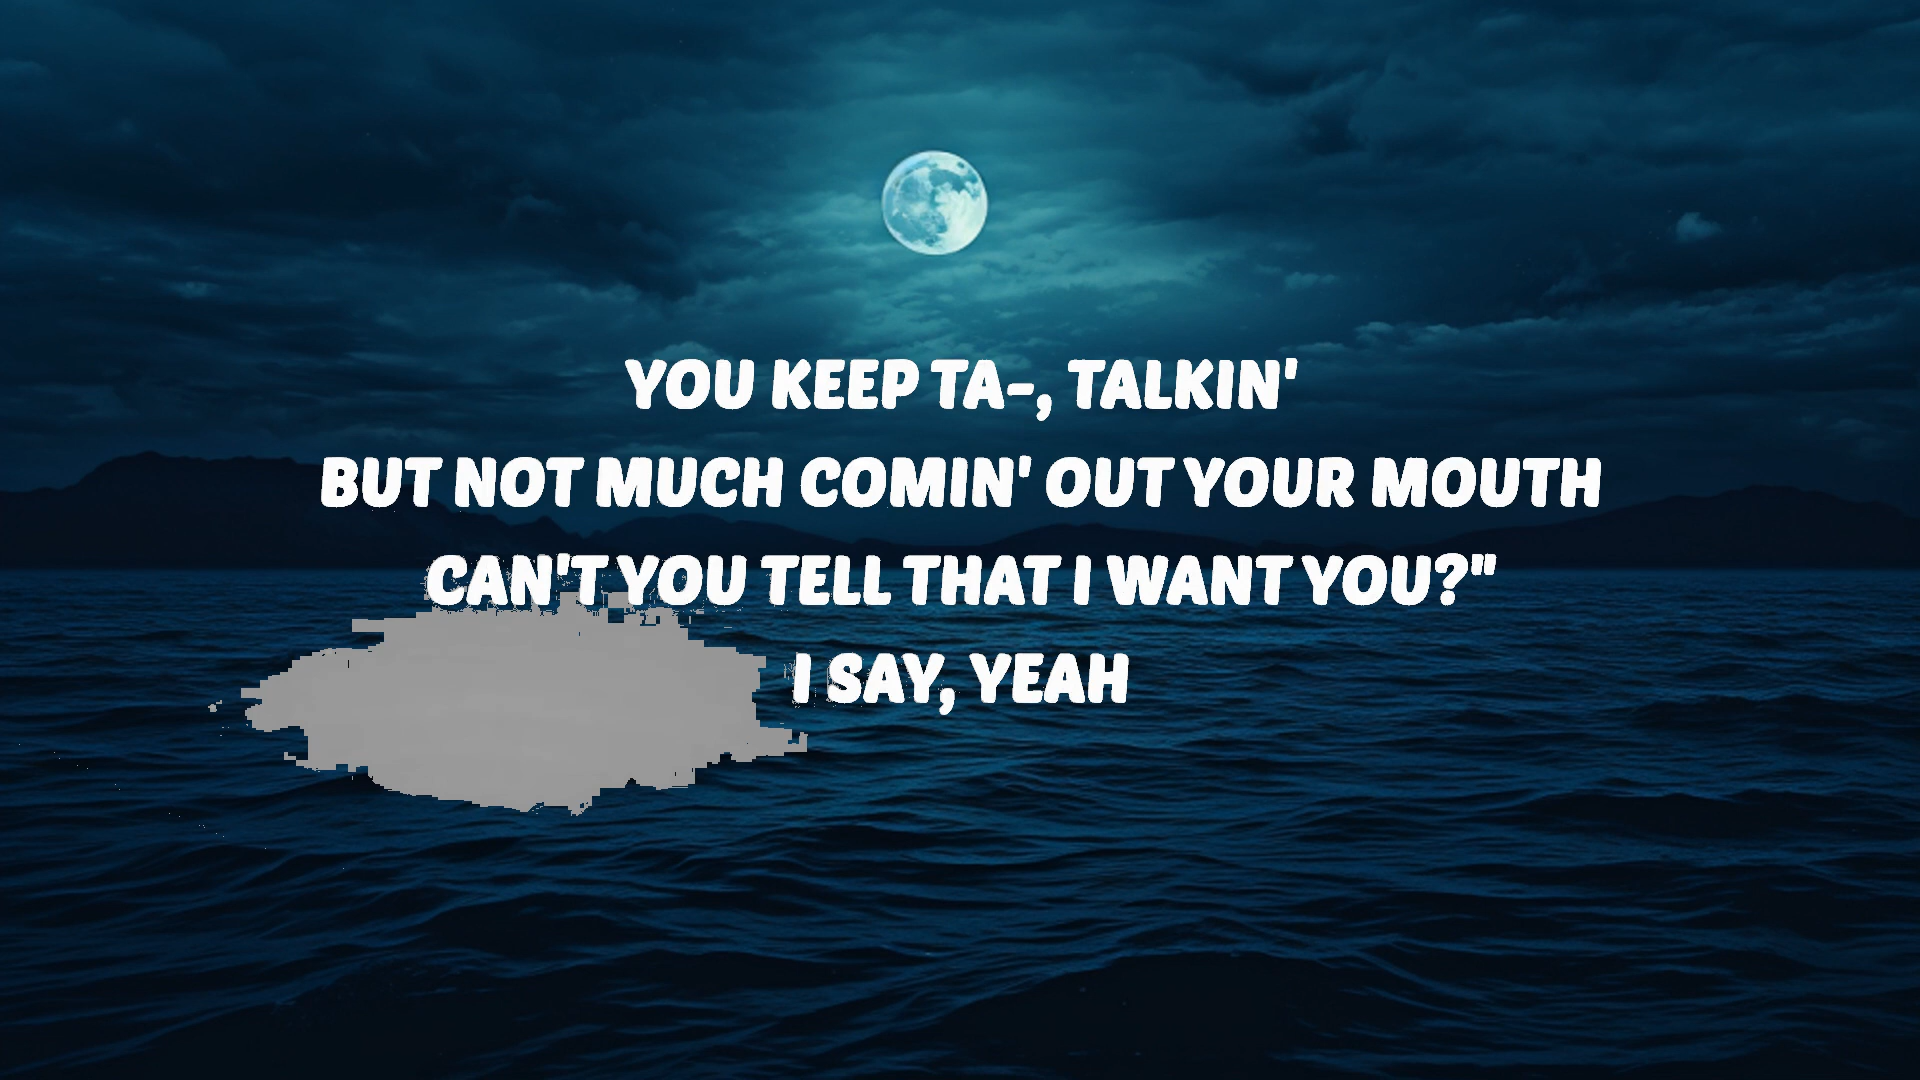 YOU KEEP TA-, TALKIN'
BUT NOT MUCH COMIN' OUT YOUR MOUTH
CAN'T YOU TELL THAT I WANT YOU?"
I SAY, YEAH